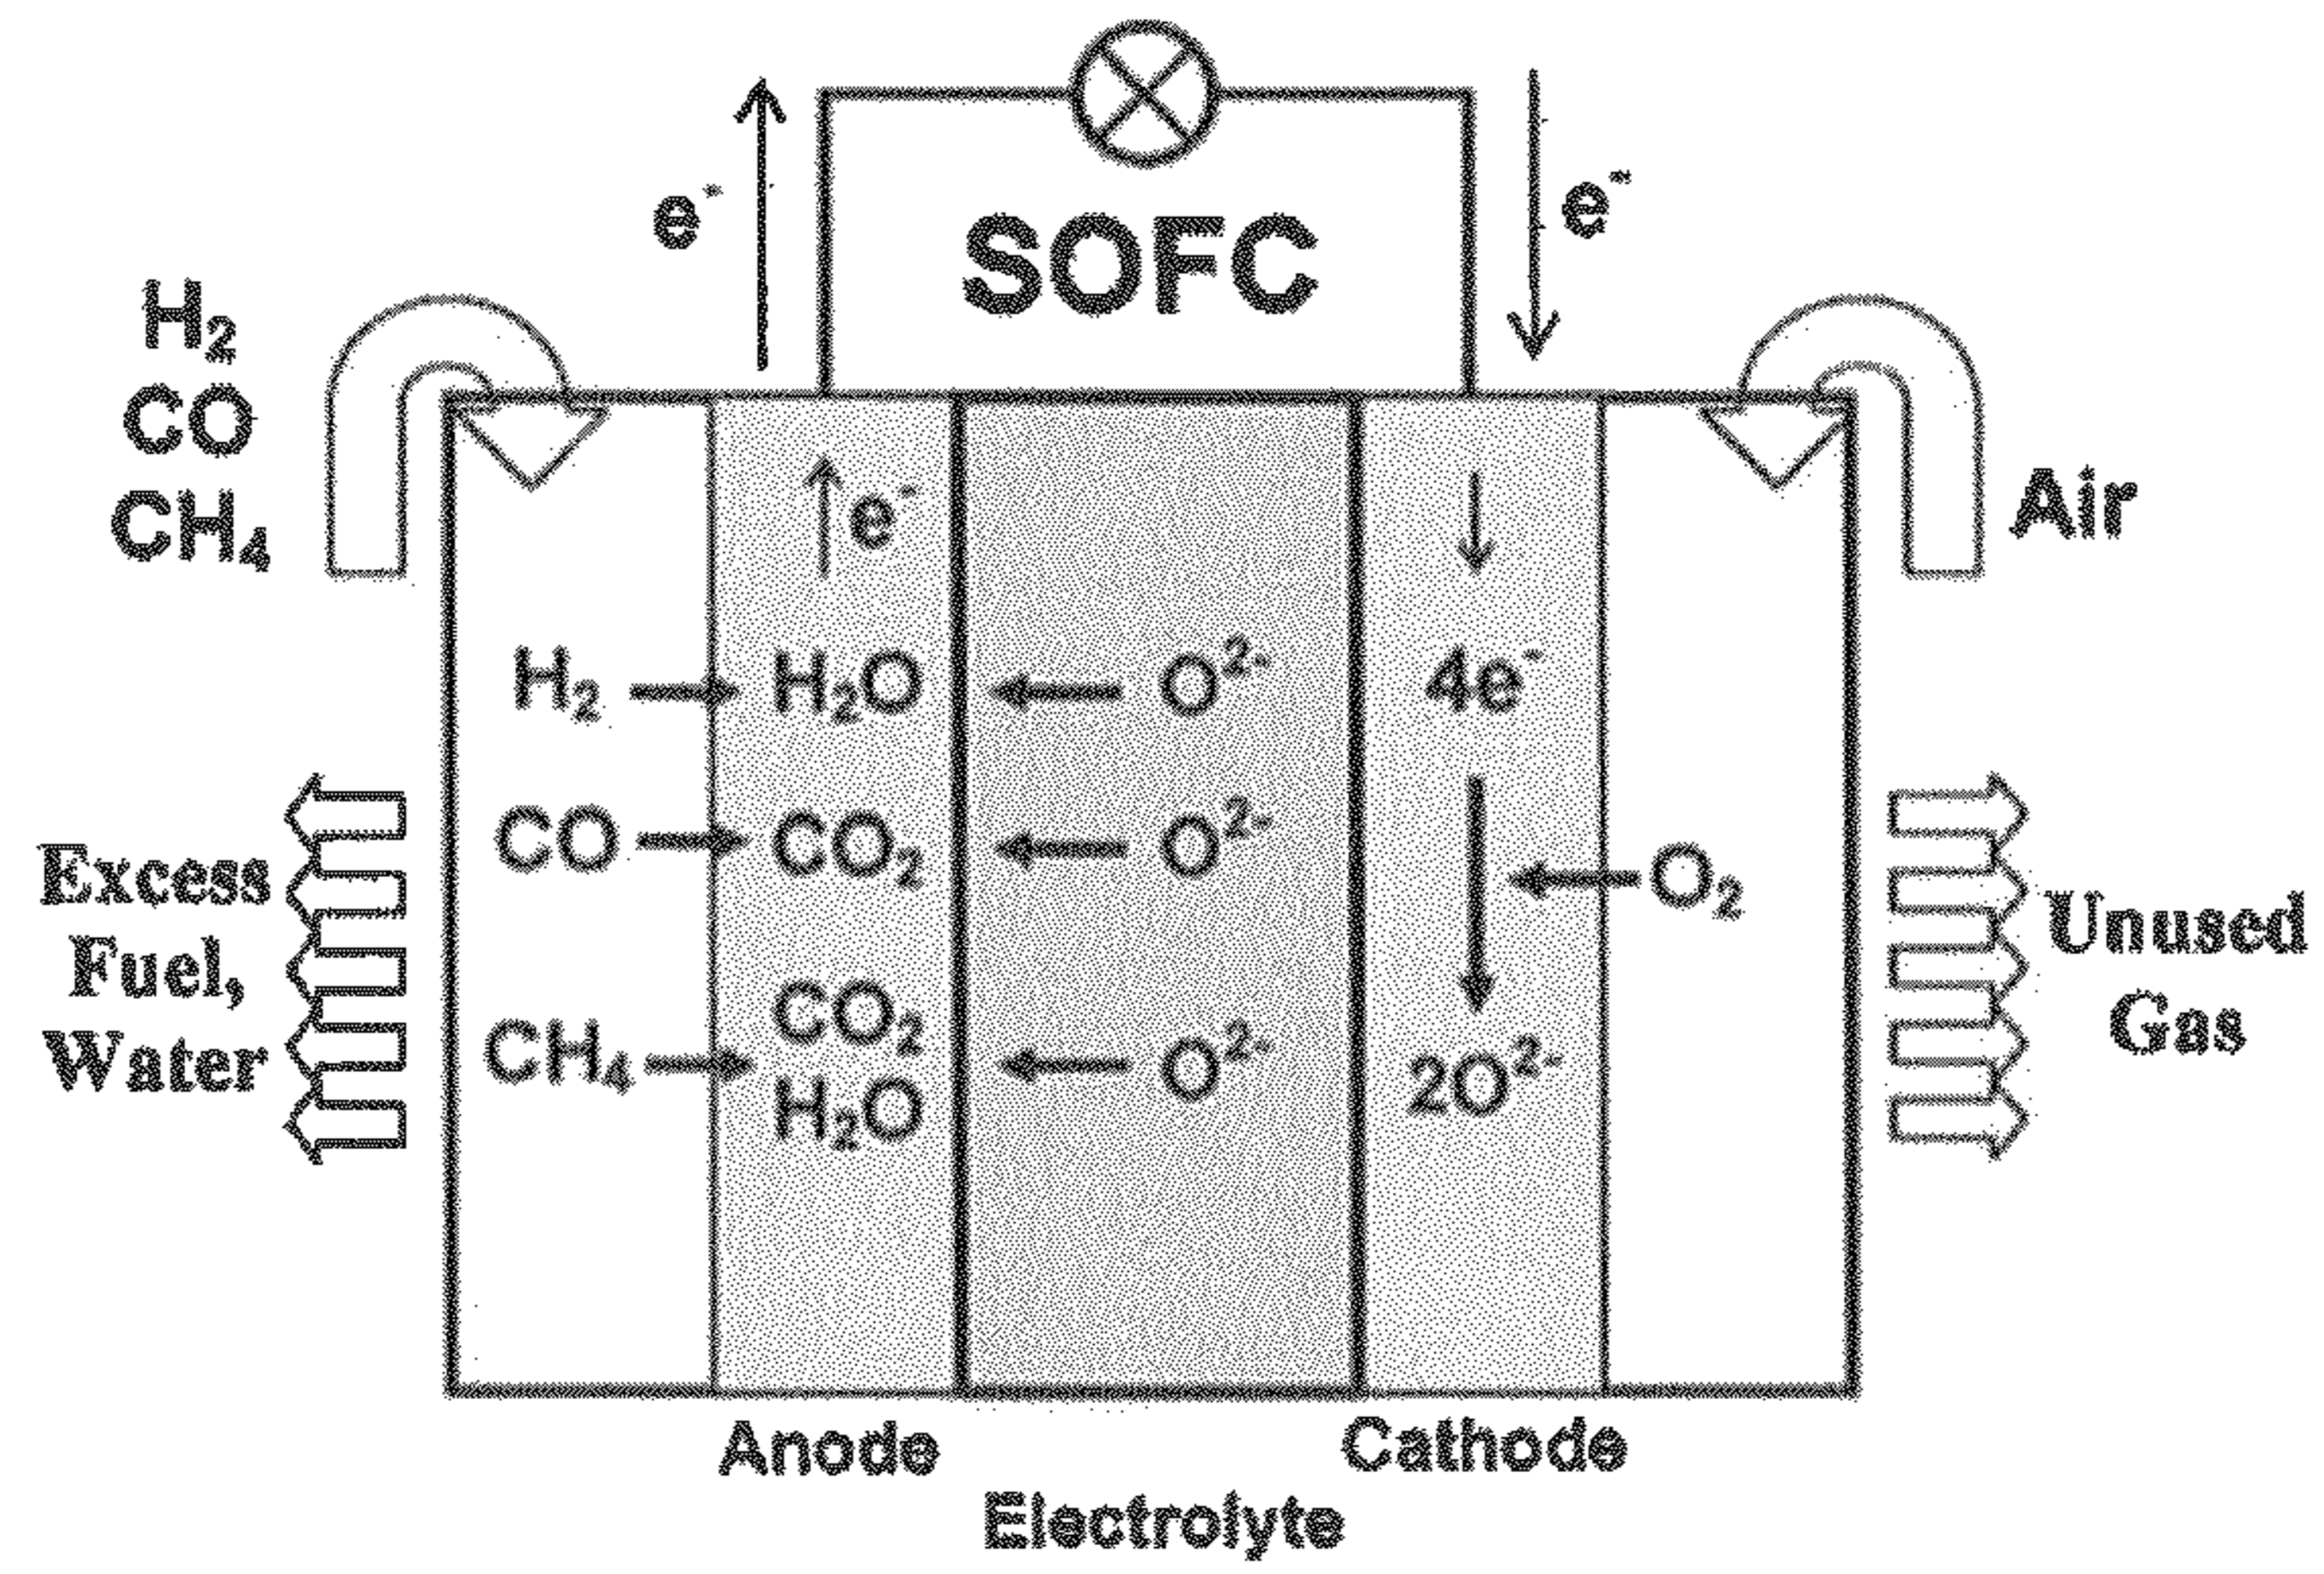 SOFC
e⁻
e⁻
H₂
CO
CH₄
Air
e⁻
H₂
H₂O
O²⁻
4e⁻
CO
CO₂
O²⁻
O₂
CH₄
CO₂
H₂O
O²⁻
2O²⁻
Excess
Fuel,
Water
Unused
Gas
Anode
Cathode
Electrolyte